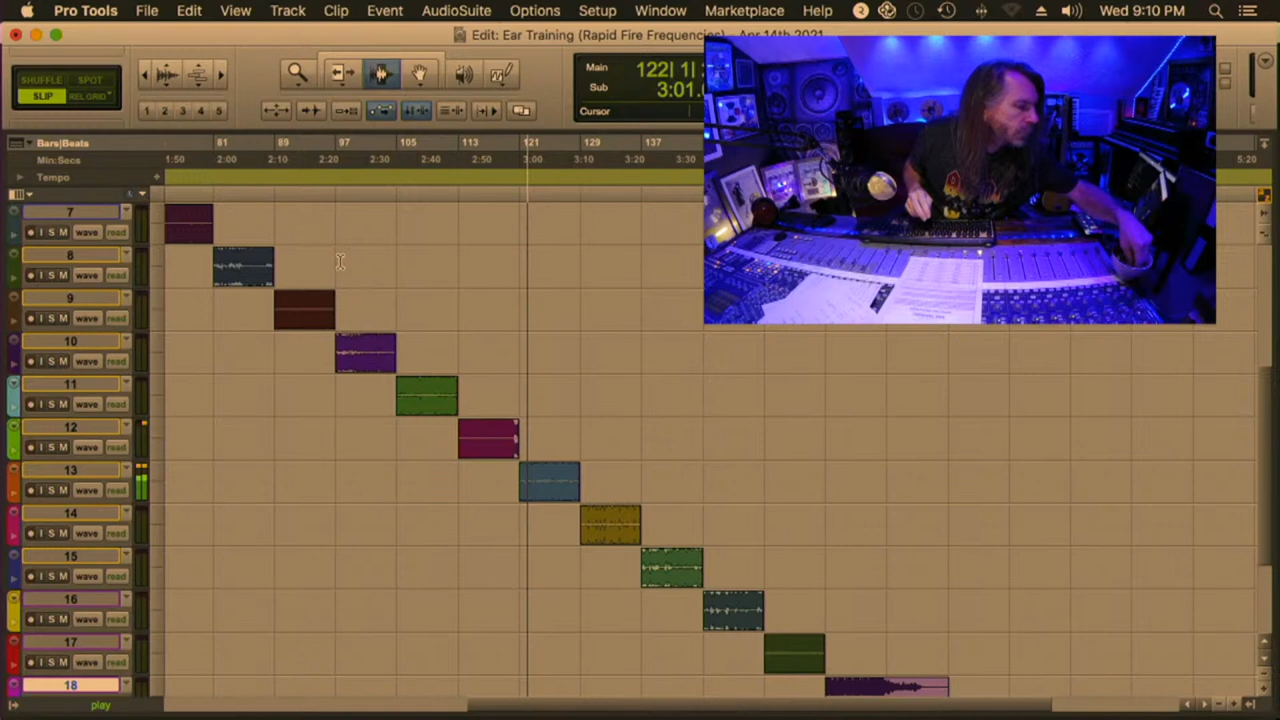 Pro Tools File Edit View Track Clip Event AudioSuite Options Setup Window Marketplace Help Wed 9:10 PM
Edit: Ear Training (Rapid Fire Frequencies) - Apr 14th 2021
SHUFFLE SPOT
SLIP REL GRID
1 2 3 4 5
Main 122| 1|
Sub 3:01.
Cursor
Bars|Beats 81 89 97 105 113 121 129 137
Min:Secs 1:50 2:00 2:10 2:20 2:30 2:40 2:50 3:00 3:10 3:20 3:30 5:20
Tempo
7
I S M wave read
8
I S M wave read
9
I S M wave read
10
I S M wave read
11
I S M wave read
12
I S M wave read
13
I S M wave read
14
I S M wave read
15
I S M wave read
16
I S M wave read
17
I S M wave read
18
play